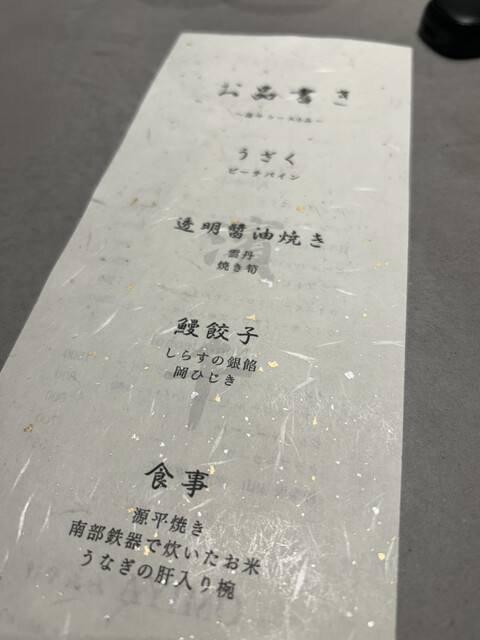 お品書き
うざく
ピーチパイン
透明醤油焼き
雲丹
焼き筍
鰻餃子
しらすの銀餡
岡ひじき
食事
源平焼き
南部鉄器で炊いたお米
うなぎの肝入り椀